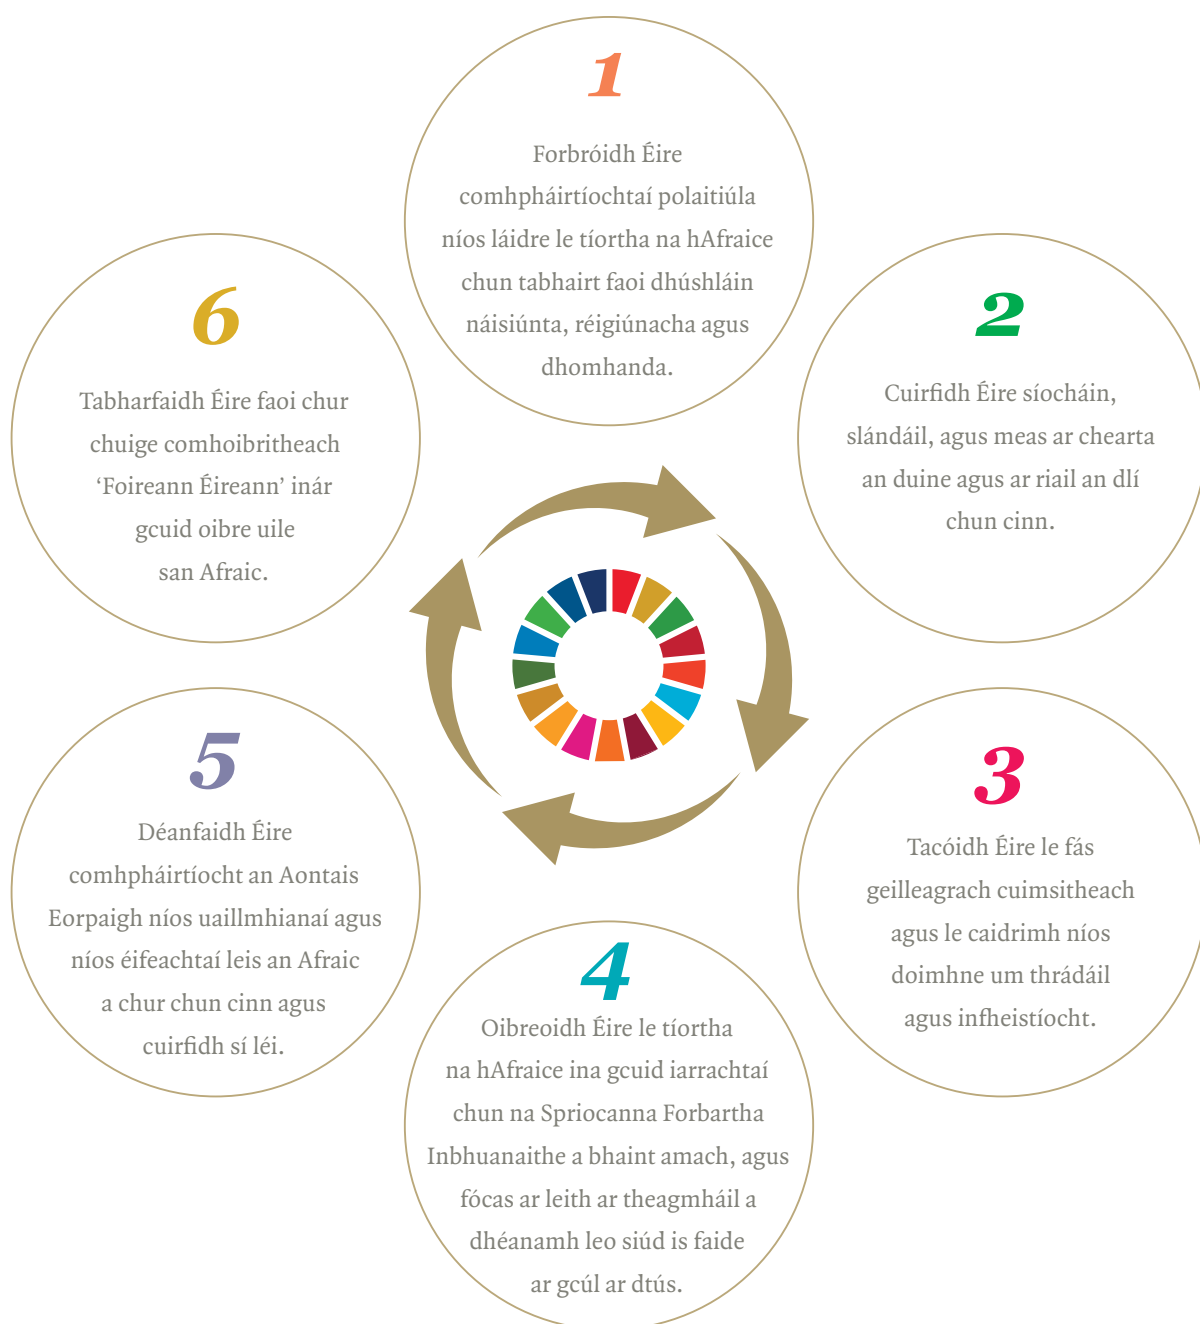 1
Forbróidh Éire
comhpháirtíochtaí polaitiúla
níos láidre le tíortha na hAfraice
chun tabhairt faoi dhúshláin
náisiúnta, réigiúnacha agus
dhomhanda.
2
Cuirfidh Éire síocháin,
slándáil, agus meas ar chearta
an duine agus ar riail an dlí
chun cinn.
3
Tacóidh Éire le fás
geilleagrach cuimsitheach
agus le caidrimh níos
doimhne um thrádáil
agus infheistíocht.
4
Oibreoidh Éire le tíortha
na hAfraice ina gcuid iarrachtaí
chun na Spriocanna Forbartha
Inbhuanaithe a bhaint amach, agus
fócas ar leith ar theagmháil a
dhéanamh leo siúd is faide
ar gcúl ar dtús.
5
Déanfaidh Éire
comhpháirtíocht an Aontais
Eorpaigh níos uaillmhianaí agus
níos éifeachtaí leis an Afraic
a chur chun cinn agus
cuirfidh sí léi.
6
Tabharfaidh Éire faoi chur
chuige comhoibritheach
‘Foireann Éireann’ inár
gcuid oibre uile
san Afraic.